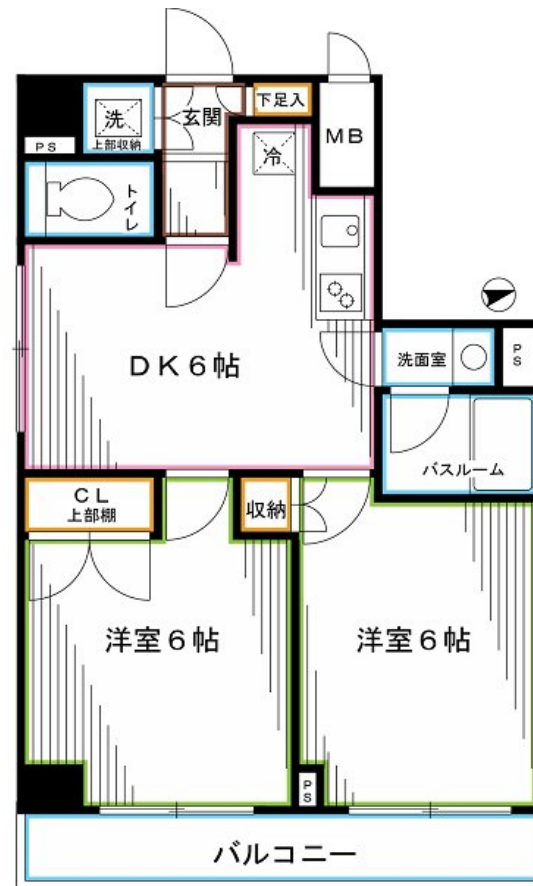 洗
上部収納
玄関
下足入
MB
PS
トイレ
冷
DK6帖
洗面室
PS
バスルーム
CL
上部棚
収納
洋室6帖
洋室6帖
PS
バルコニー